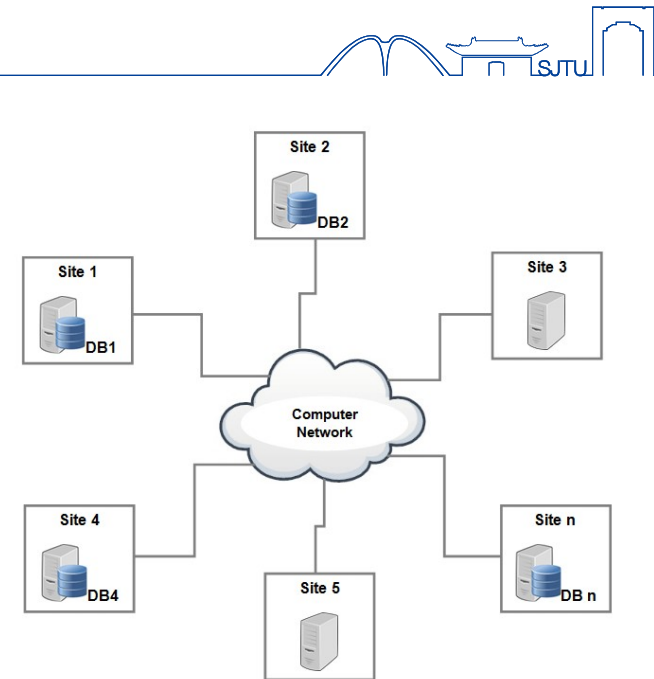 SJTU
Site 2
DB2
Site 1
DB1
Site 3
Computer
Network
Site 4
DB4
Site n
DB n
Site 5